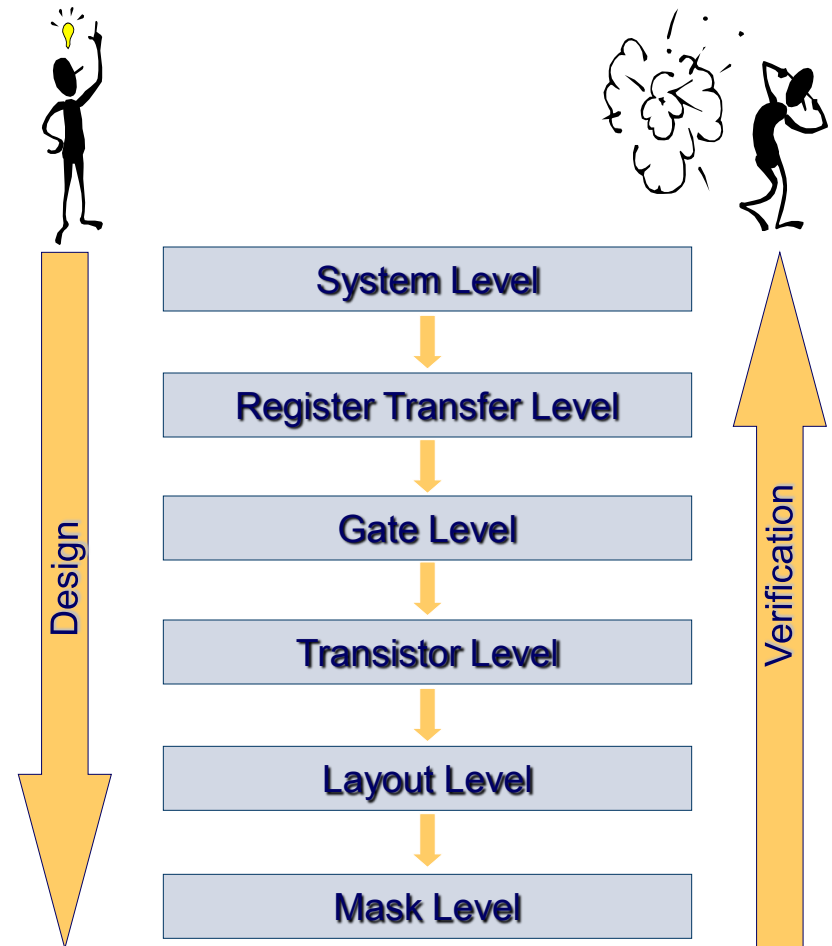 System Level
Register Transfer Level
Gate Level
Transistor Level
Layout Level
Mask Level
Design
Verification